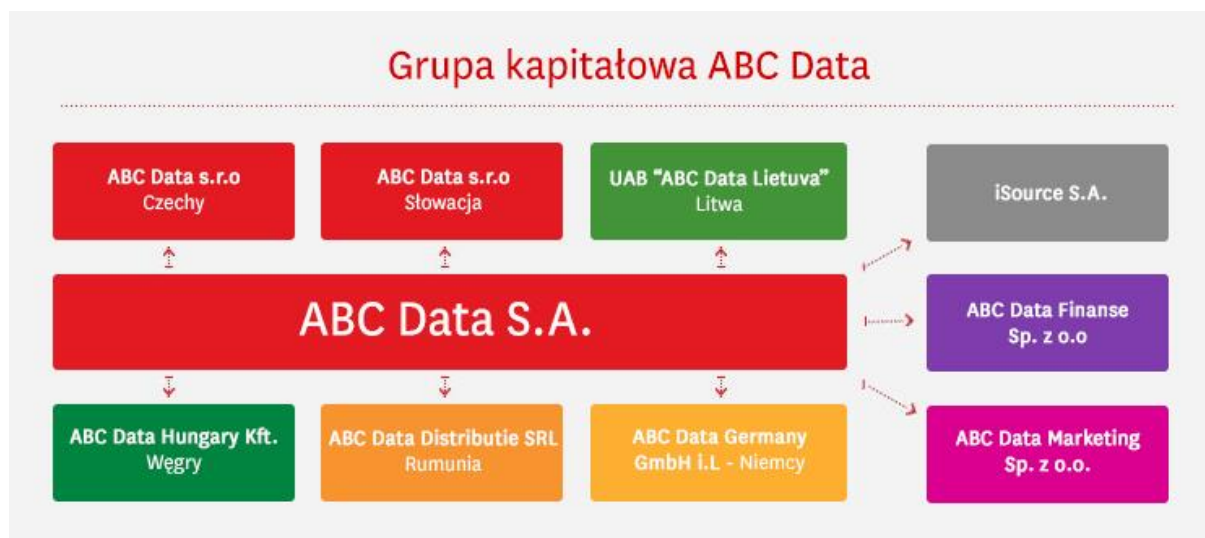 Grupa kapitałowa ABC Data
ABC Data s.r.o
Czechy
ABC Data s.r.o
Słowacja
UAB "ABC Data Lietuva"
Litwa
iSource S.A.
ABC Data S.A.
ABC Data Finanse
Sp. z o.o
ABC Data Hungary Kft.
Węgry
ABC Data Distributie SRL
Rumunia
ABC Data Germany
GmbH i.L - Niemcy
ABC Data Marketing
Sp. z o.o.